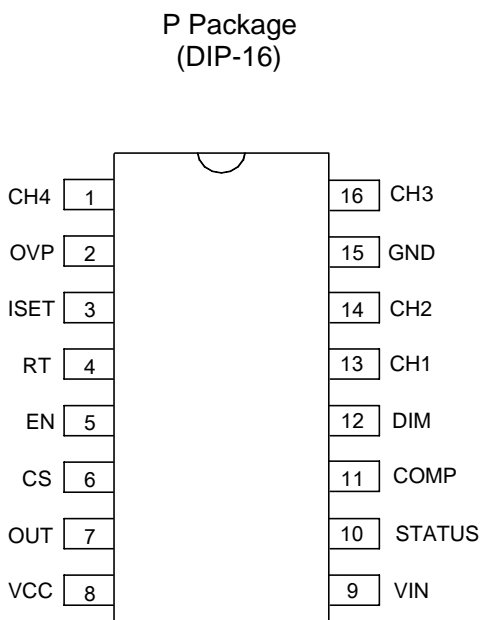 P Package
(DIP-16)
CH4 1 16 CH3
OVP 2 15 GND
ISET 3 14 CH2
RT 4 13 CH1
EN 5 12 DIM
CS 6 11 COMP
OUT 7 10 STATUS
VCC 8 9 VIN